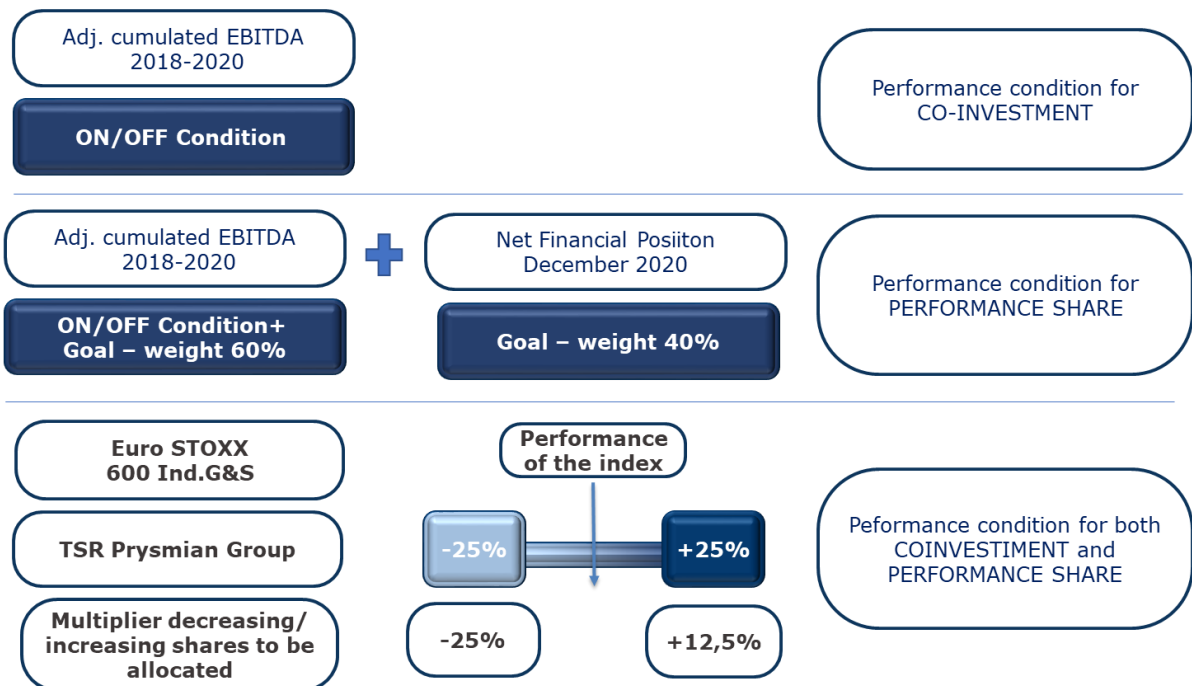 Adj. cumulated EBITDA
2018-2020
ON/OFF Condition
Performance condition for
CO-INVESTMENT
Adj. cumulated EBITDA
2018-2020
ON/OFF Condition+
Goal – weight 60%
Net Financial Posiiton
December 2020
Goal – weight 40%
Performance condition for
PERFORMANCE SHARE
Euro STOXX
600 Ind.G&S
TSR Prysmian Group
Multiplier decreasing/
increasing shares to be
allocated
Performance
of the index
-25%
+25%
-25%
+12,5%
Peformance condition for both
COINVESTIMENT and
PERFORMANCE SHARE